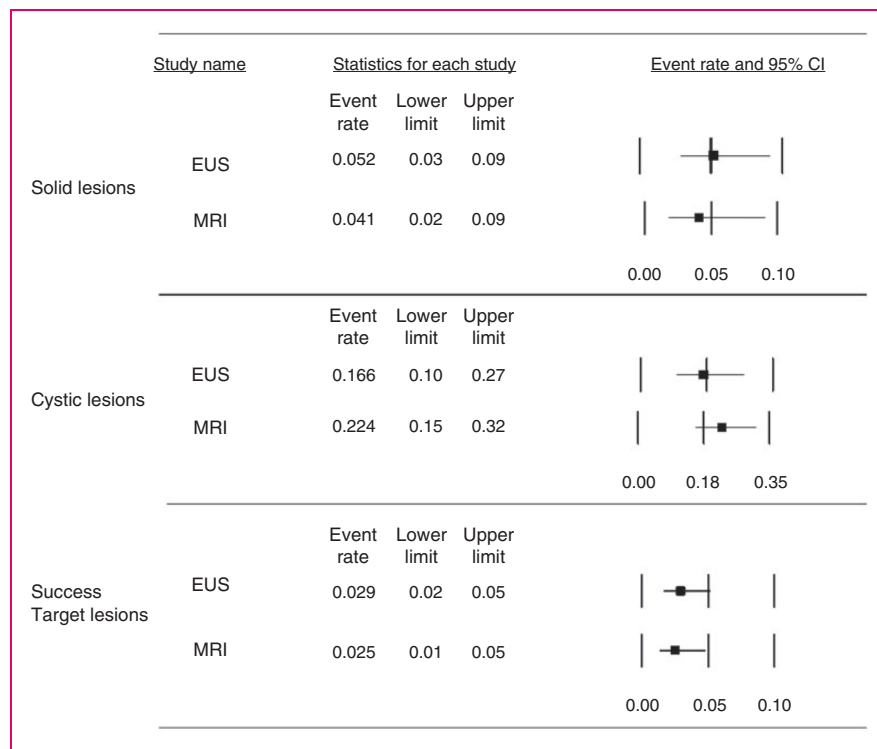 Study name Statistics for each study Event rate and 95% CI
Event Lower Upper
rate limit limit
EUS 0.052 0.03 0.09
Solid lesions
MRI 0.041 0.02 0.09
0.00 0.05 0.10
Event Lower Upper
rate limit limit
EUS 0.166 0.10 0.27
Cystic lesions
MRI 0.224 0.15 0.32
0.00 0.18 0.35
Event Lower Upper
rate limit limit
EUS 0.029 0.02 0.05
Success
Target lesions
MRI 0.025 0.01 0.05
0.00 0.05 0.10